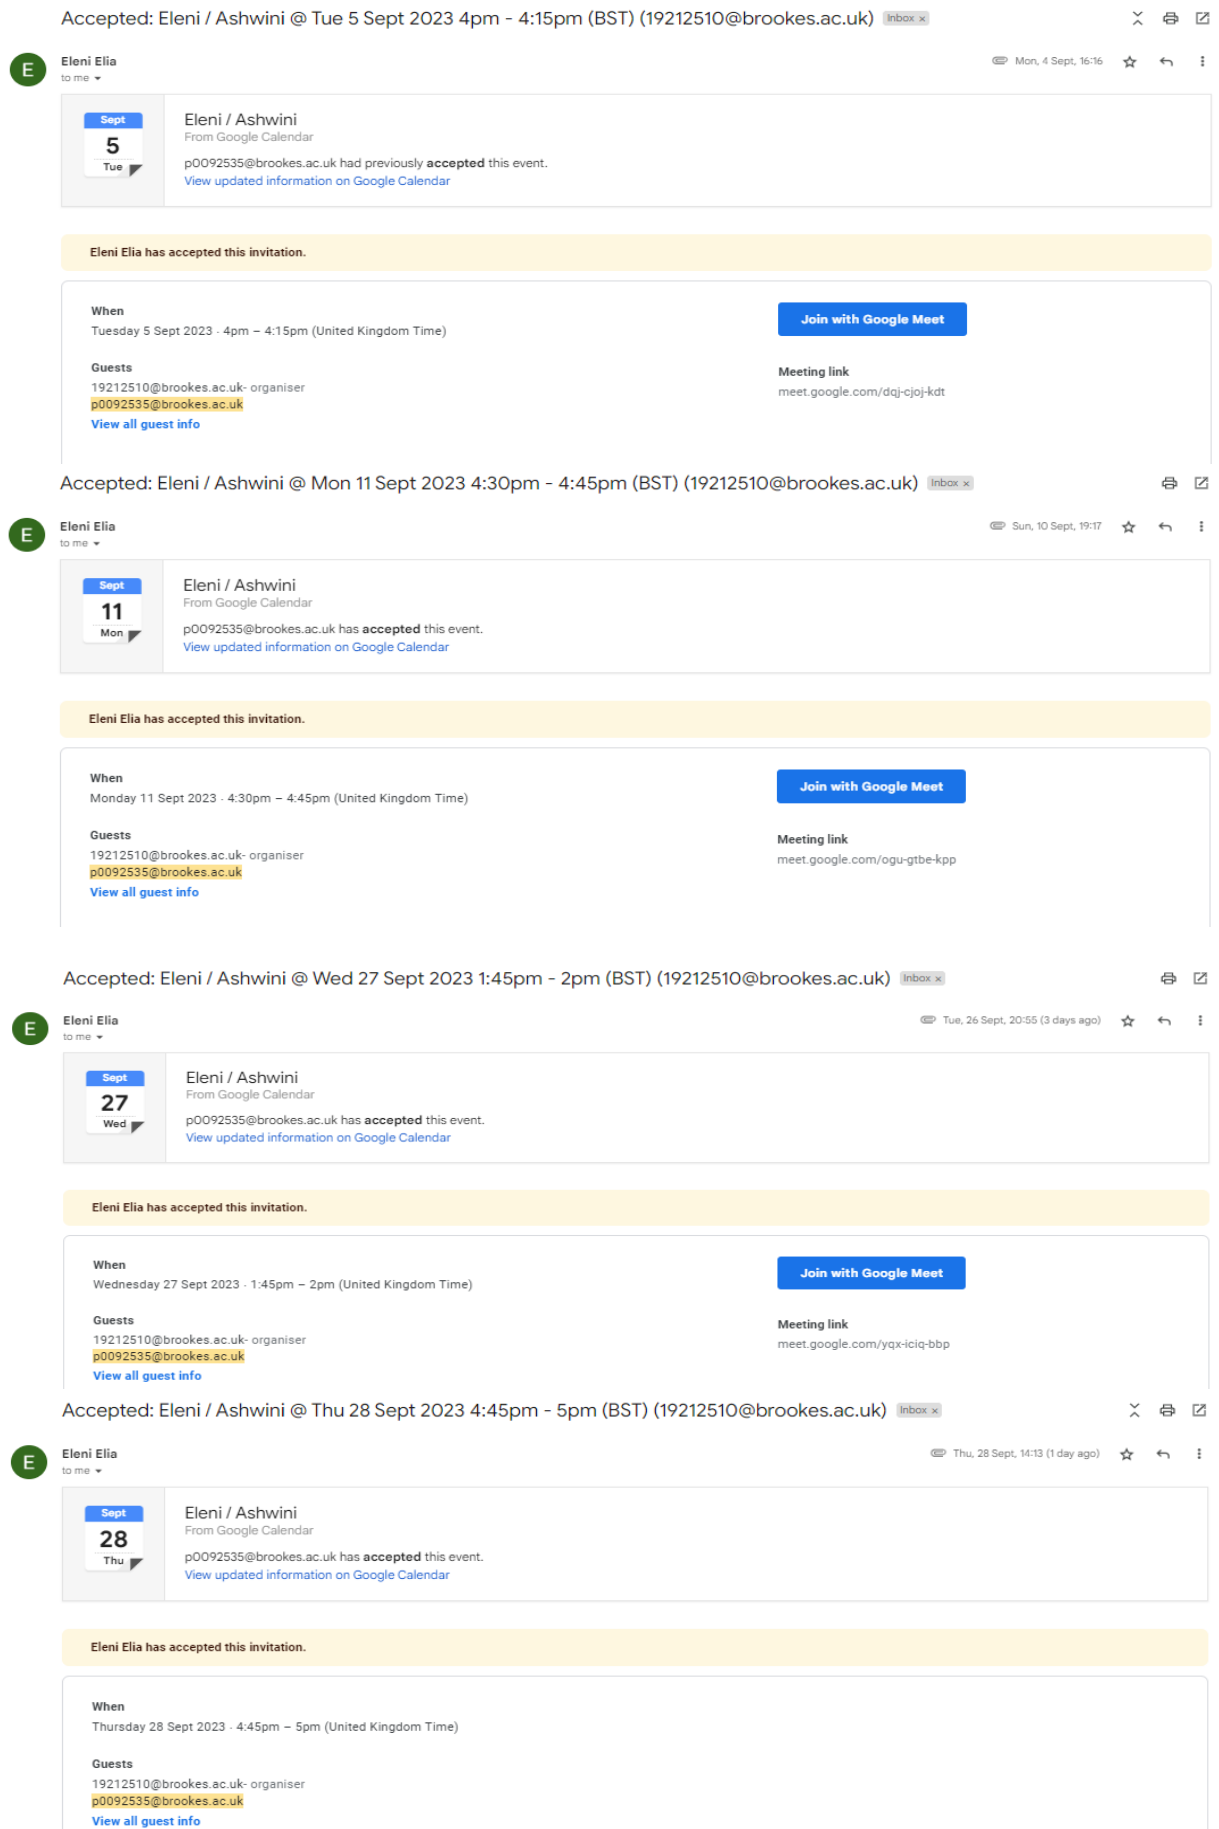 Accepted: Eleni / Ashwini @ Tue 5 Sept 2023 4pm - 4:15pm (BST) (19212510@brookes.ac.uk) Inbox x
E
Eleni Elia Mon, 4 Sept, 16:16
to me
Sept
5
Tue
Eleni / Ashwini
From Google Calendar
p0092535@brookes.ac.uk had previously accepted this event.
View updated information on Google Calendar
Eleni Elia has accepted this invitation.
When
Tuesday 5 Sept 2023 · 4pm – 4:15pm (United Kingdom Time)
Guests
19212510@brookes.ac.uk- organiser
p0092535@brookes.ac.uk
View all guest info
Join with Google Meet
Meeting link
meet.google.com/dqj-cjoj-kdt
Accepted: Eleni / Ashwini @ Mon 11 Sept 2023 4:30pm - 4:45pm (BST) (19212510@brookes.ac.uk) Inbox x
E
Eleni Elia Sun, 10 Sept, 19:17
to me
Sept
11
Mon
Eleni / Ashwini
From Google Calendar
p0092535@brookes.ac.uk has accepted this event.
View updated information on Google Calendar
Eleni Elia has accepted this invitation.
When
Monday 11 Sept 2023 · 4:30pm – 4:45pm (United Kingdom Time)
Guests
19212510@brookes.ac.uk- organiser
p0092535@brookes.ac.uk
View all guest info
Join with Google Meet
Meeting link
meet.google.com/ogu-gtbe-kpp
Accepted: Eleni / Ashwini @ Wed 27 Sept 2023 1:45pm - 2pm (BST) (19212510@brookes.ac.uk) Inbox x
E
Eleni Elia Tue, 26 Sept, 20:55 (3 days ago)
to me
Sept
27
Wed
Eleni / Ashwini
From Google Calendar
p0092535@brookes.ac.uk has accepted this event.
View updated information on Google Calendar
Eleni Elia has accepted this invitation.
When
Wednesday 27 Sept 2023 · 1:45pm – 2pm (United Kingdom Time)
Guests
19212510@brookes.ac.uk- organiser
p0092535@brookes.ac.uk
View all guest info
Join with Google Meet
Meeting link
meet.google.com/yqx-iciq-bbp
Accepted: Eleni / Ashwini @ Thu 28 Sept 2023 4:45pm - 5pm (BST) (19212510@brookes.ac.uk) Inbox x
E
Eleni Elia Thu, 28 Sept, 14:13 (1 day ago)
to me
Sept
28
Thu
Eleni / Ashwini
From Google Calendar
p0092535@brookes.ac.uk has accepted this event.
View updated information on Google Calendar
Eleni Elia has accepted this invitation.
When
Thursday 28 Sept 2023 · 4:45pm – 5pm (United Kingdom Time)
Guests
19212510@brookes.ac.uk- organiser
p0092535@brookes.ac.uk
View all guest info